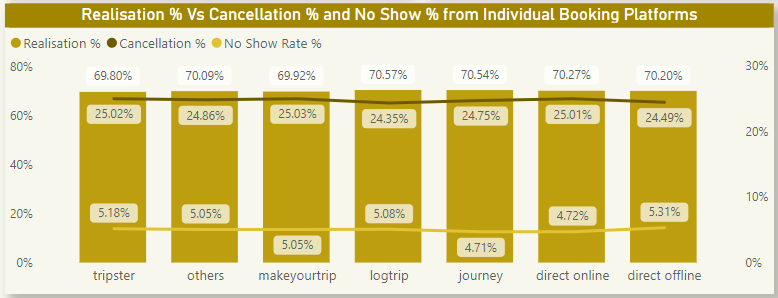 Realisation % Vs Cancellation % and No Show % from Individual Booking Platforms
Realisation % Cancellation % No Show Rate %
80% 69.80% 70.09% 69.92% 70.57% 70.54% 70.27% 70.20% 30%
60% 25.02% 24.86% 25.03% 24.35% 24.75% 25.01% 24.49%
20%
40%
10%
20% 5.18% 5.05% 5.08% 4.72% 5.31%
5.05% 4.71%
0% 0%
tripster others makeyourtrip logtrip journey direct online direct offline